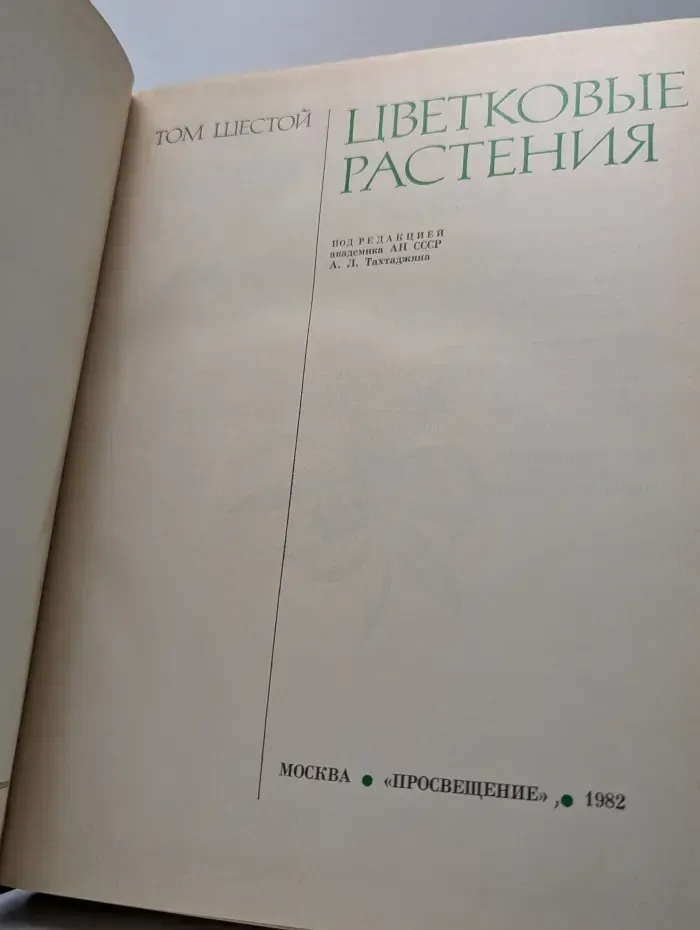 ТОМ ШЕСТОЙ
ЦВЕТКОВЫЕ
РАСТЕНИЯ
ПОД РЕДАКЦИЕЙ
академика АН СССР
А. Л. Тахтаджяна
МОСКВА ● «ПРОСВЕЩЕНИЕ» ,● 1982